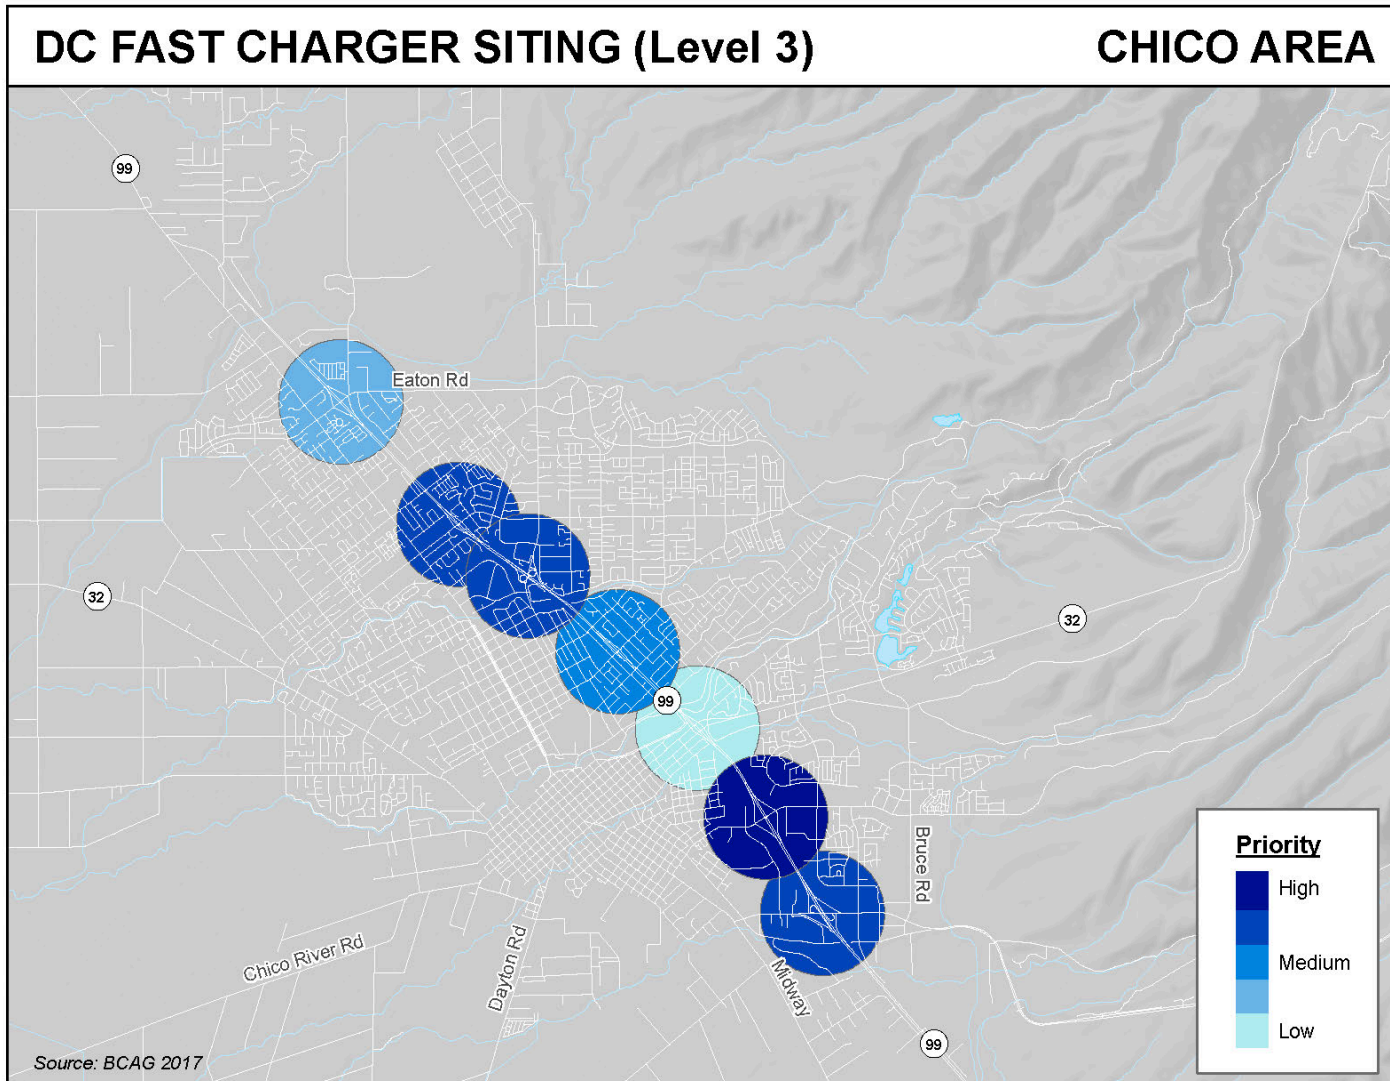 DC FAST CHARGER SITING (Level 3)
CHICO AREA
99
Eaton Rd
32
32
99
Bruce Rd
Chico River Rd
Dayton Rd
Midway
99
Priority
High
Medium
Low
Source: BCAG 2017